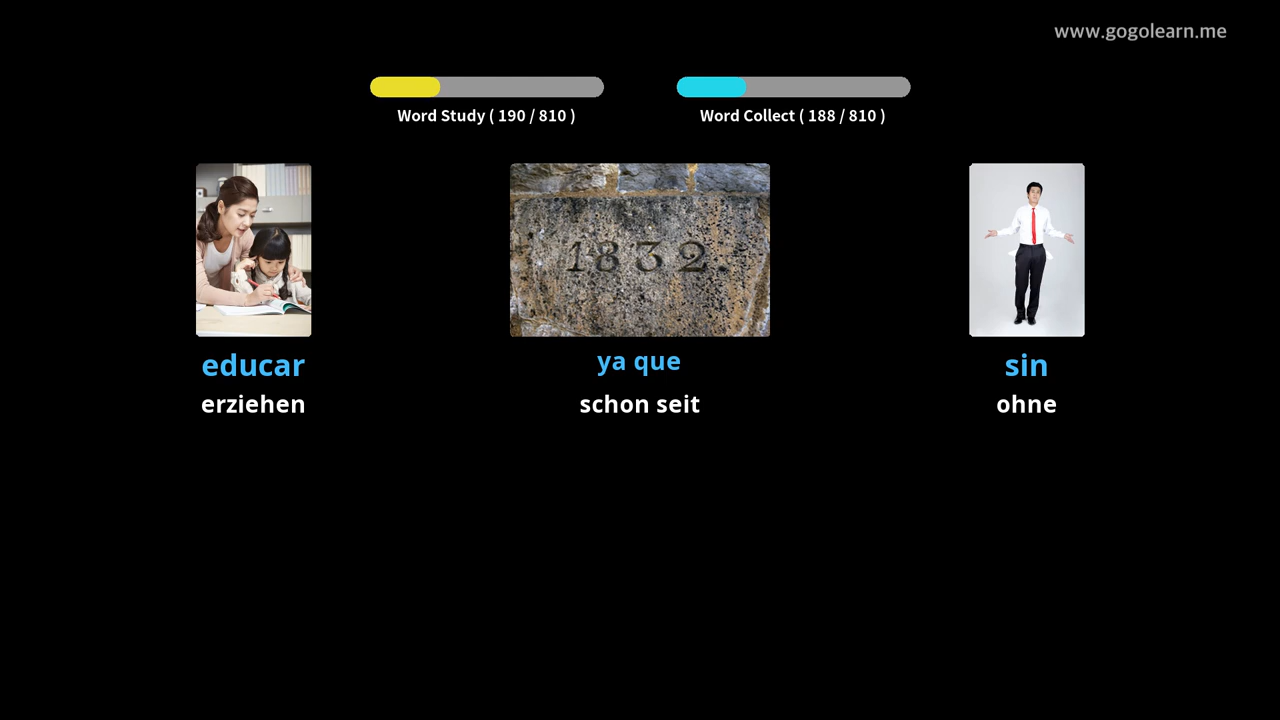 www.gogolearn.me
Word Study ( 190 / 810 )
Word Collect ( 188 / 810 )
1832.
educar
ya que
sin
erziehen
schon seit
ohne